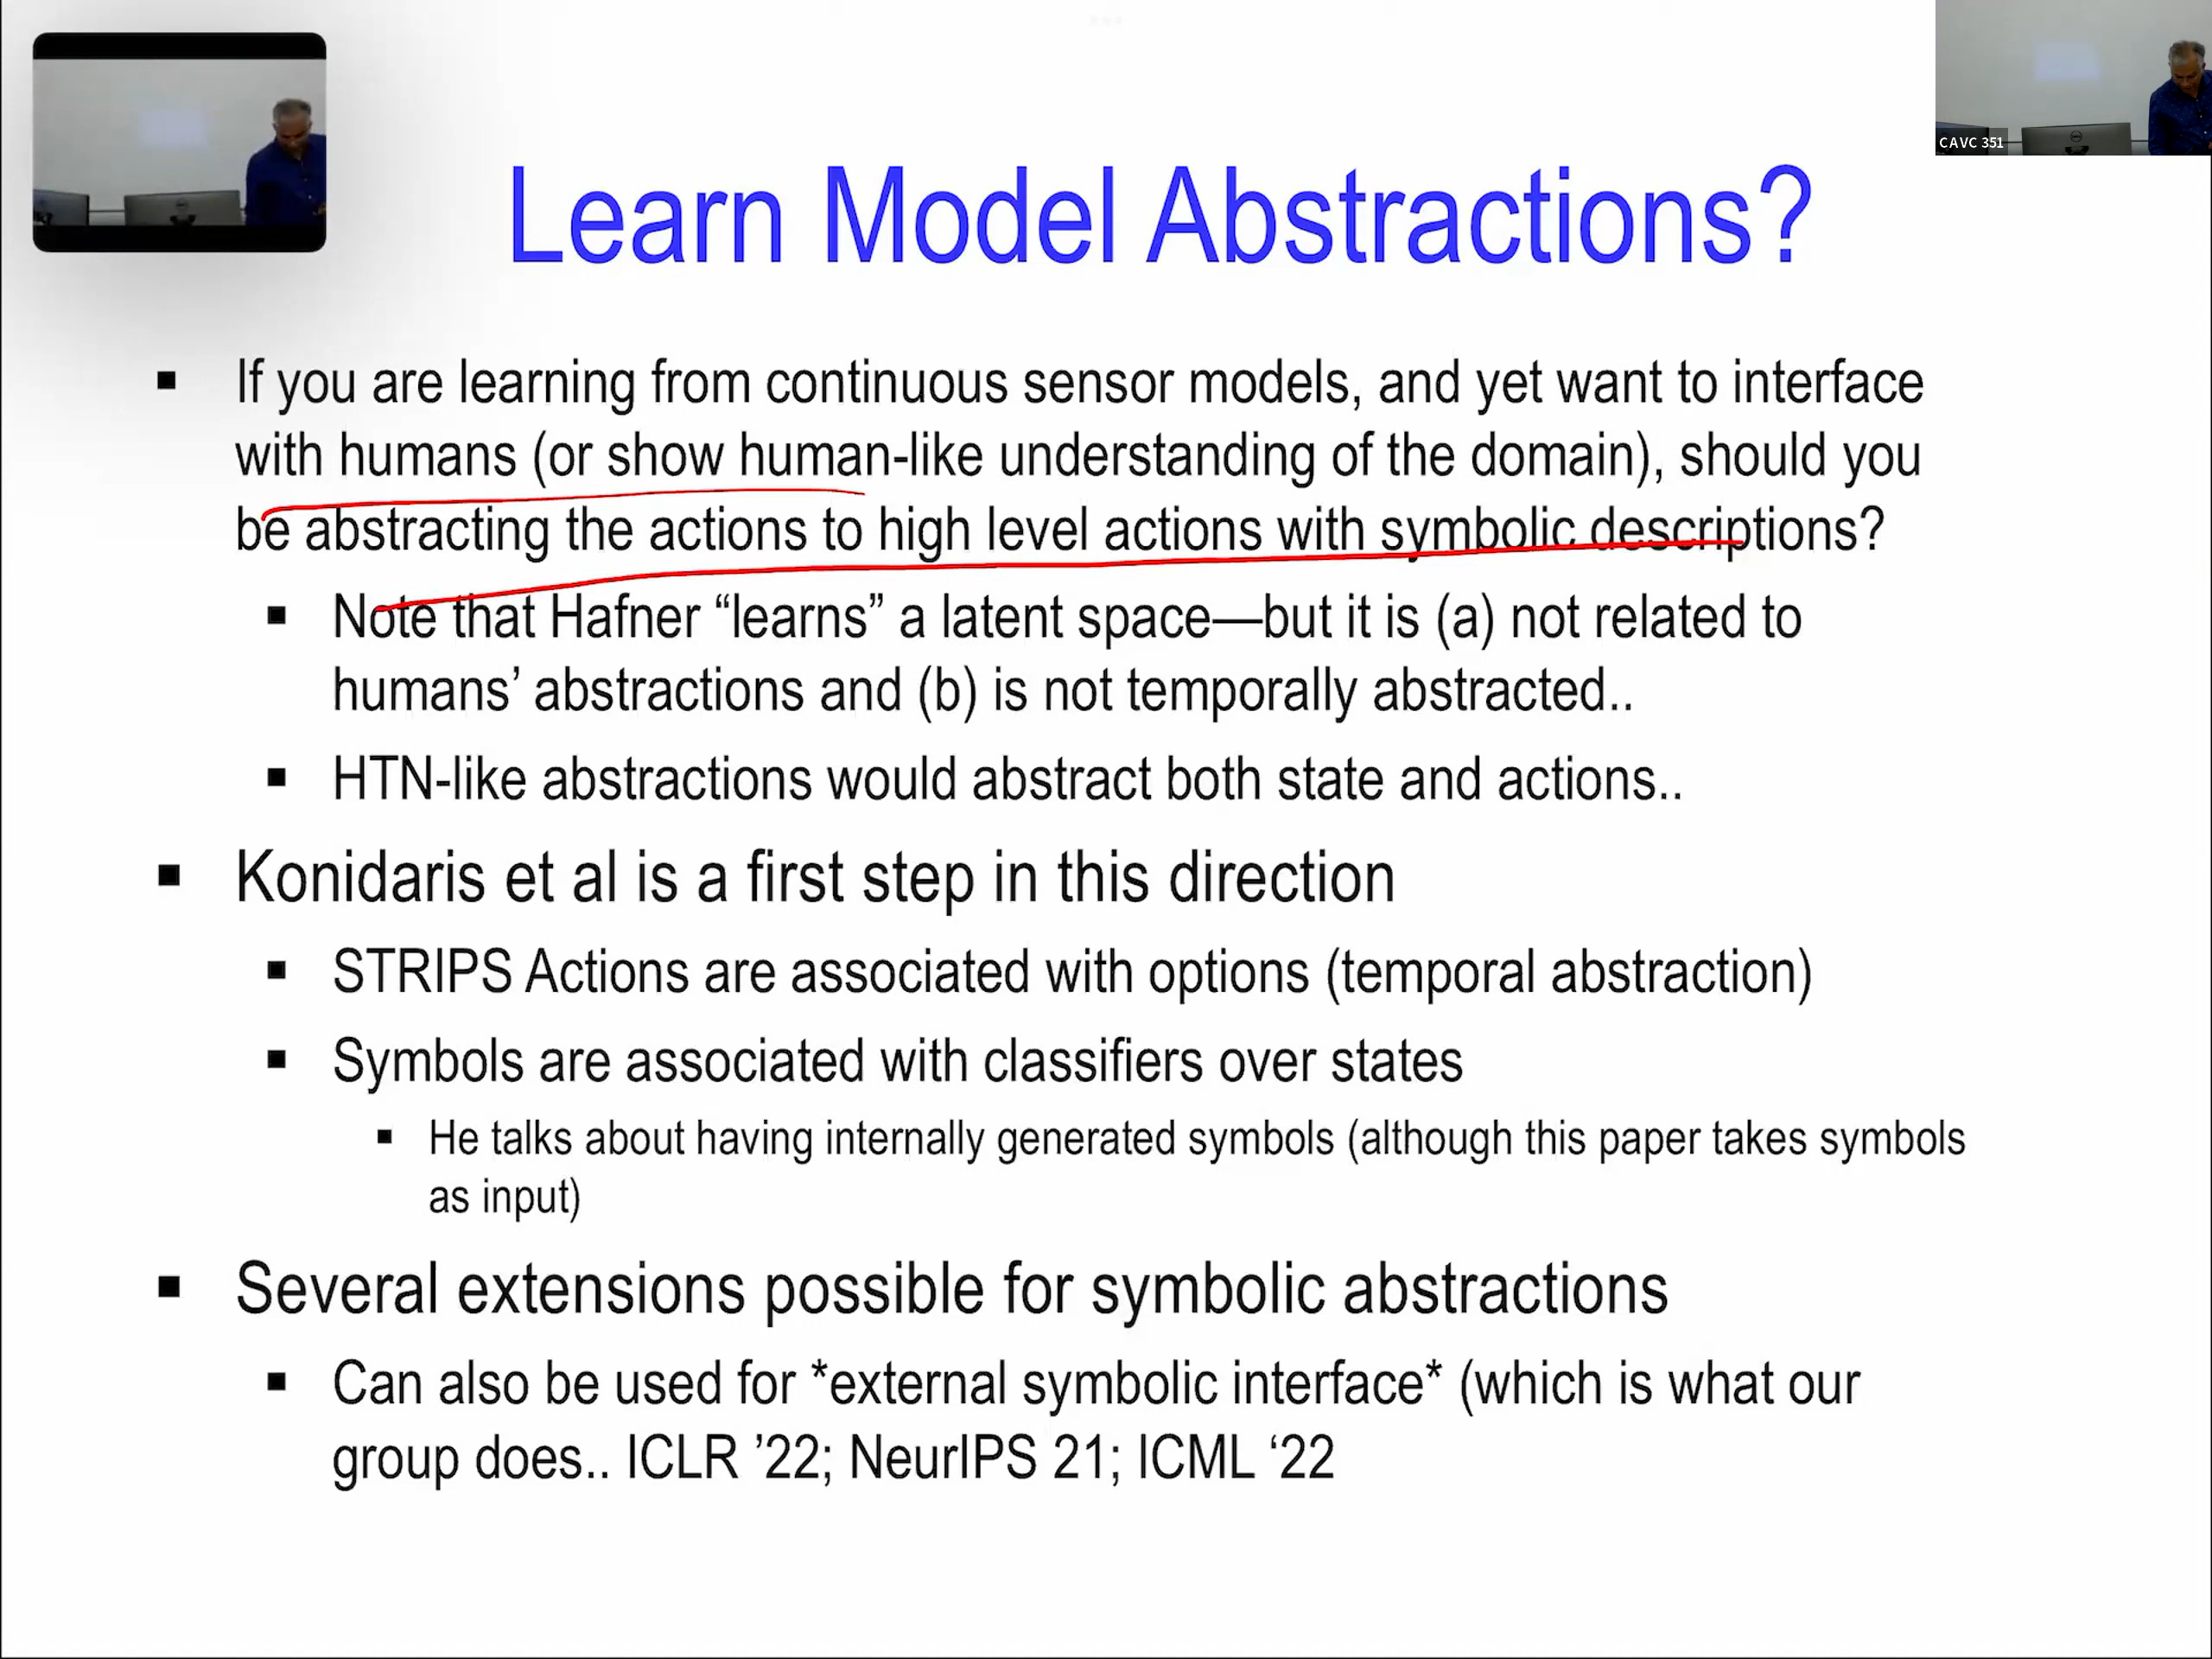 CAVC 351
Learn Model Abstractions?
▪ If you are learning from continuous sensor models, and yet want to interface
with humans (or show human-like understanding of the domain), should you
be abstracting the actions to high level actions with symbolic descriptions?
▪ Note that Hafner “learns” a latent space—but it is (a) not related to
humans’ abstractions and (b) is not temporally abstracted..
▪ HTN-like abstractions would abstract both state and actions..
▪ Konidaris et al is a first step in this direction
▪ STRIPS Actions are associated with options (temporal abstraction)
▪ Symbols are associated with classifiers over states
▪ He talks about having internally generated symbols (although this paper takes symbols
as input)
▪ Several extensions possible for symbolic abstractions
▪ Can also be used for *external symbolic interface* (which is what our
group does.. ICLR ’22; NeurIPS 21; ICML ‘22